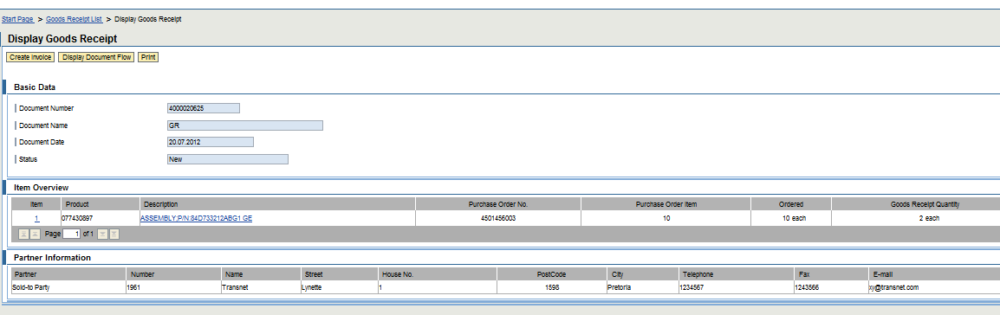 Start Page > Goods Receipt List > Display Goods Receipt
Display Goods Receipt
Create Invoice Display Document Flow Print
Basic Data
Document Number 4000020625
Document Name GR
Document Date 20.07.2012
Status New
Item Overview
Item Product Description Purchase Order No. Purchase Order Item Ordered Goods Receipt Quantity
1 077430897 ASSEMBLY;P/N:84D733212ABG1 GE 4501456003 10 10 each 2 each
Page 1 of 1
Partner Information
Partner Number Name Street House No. PostCode City Telephone Fax E-mail
Sold-to Party 1961 Transnet Lynette 1 1598 Pretoria 1234567 1243566 xy@transnet.com